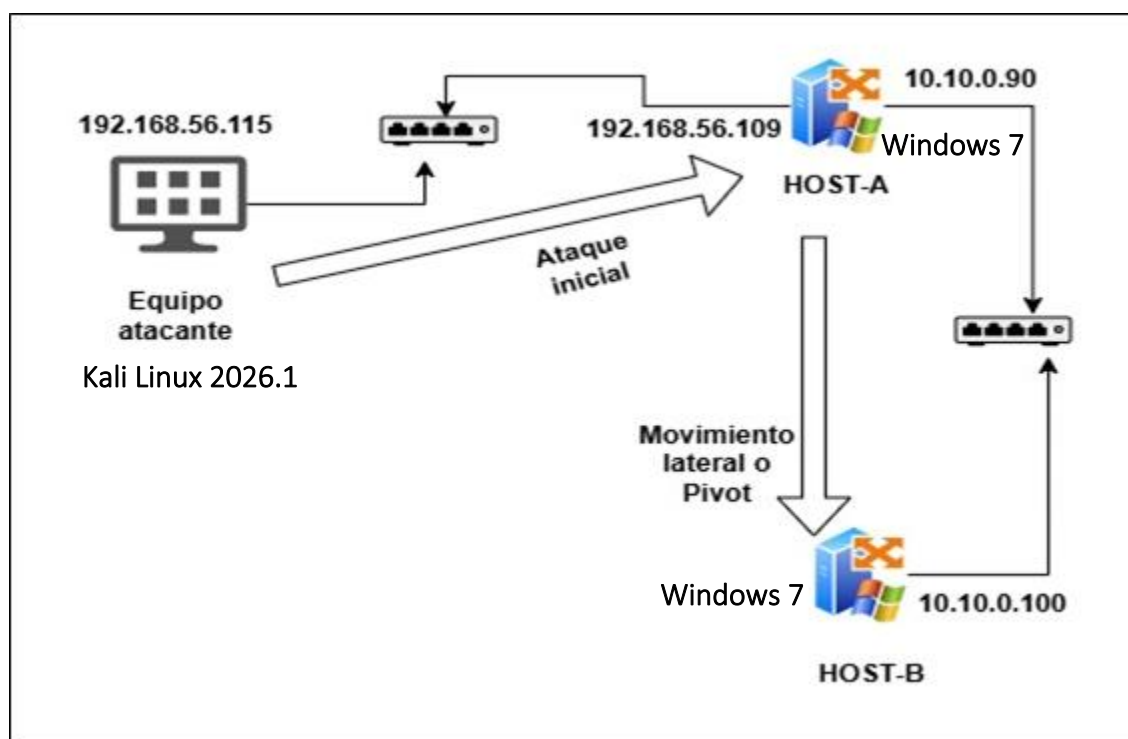 192.168.56.115
Equipo
atacante
Kali Linux 2026.1
Ataque
inicial
192.168.56.109
10.10.0.90
Windows 7
HOST-A
Movimiento
lateral o
Pivot
Windows 7
10.10.0.100
HOST-B